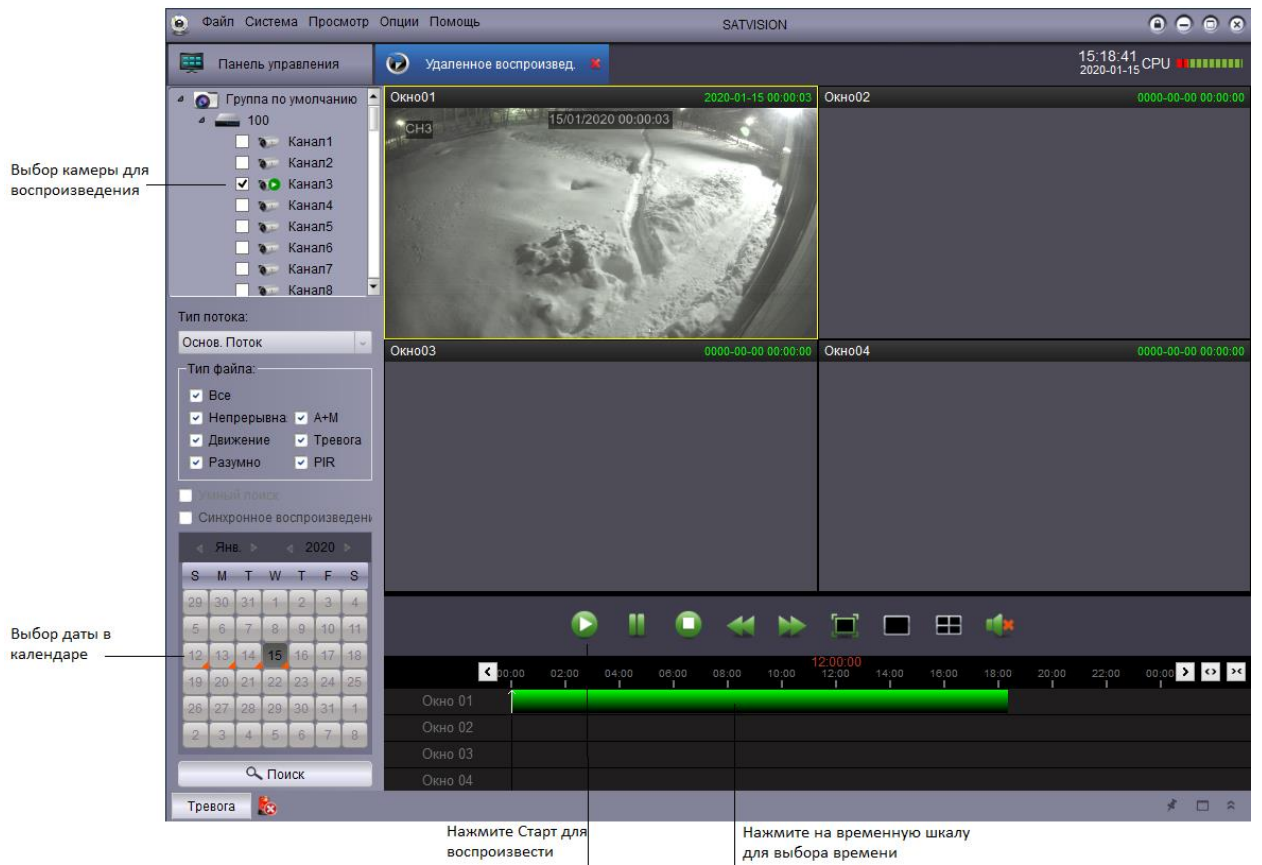 Файл Система Просмотр Опции Помощь
SATVISION
Панель управления
Удаленное воспроизвед.
15:18:41
2020-01-15
CPU
Группа по умолчанию
100
Канал1
Канал2
Канал3
Канал4
Канал5
Канал6
Канал7
Канал8
Выбор камеры для
воспроизведения
Тип потока:
Основ. Поток
Тип файла:
Все
Непрерывна
A+M
Движение
Тревога
Разумно
PIR
Умный поиск
Синхронное воспроизведени
Янв. 2020
S M T W T F S
29 30 31 1 2 3 4
5 6 7 8 9 10 11
12 13 14 15 16 17 18
19 20 21 22 23 24 25
26 27 28 29 30 31 1
2 3 4 5 6 7 8
Выбор даты в
календаре
Поиск
Тревога
Окно01
2020-01-15 00:00:03
CH3
15/01/2020 00:00:03
Окно02
0000-00-00 00:00:00
Окно03
0000-00-00 00:00:00
Окно04
0000-00-00 00:00:00
12:00:00
00:00 02:00 04:00 06:00 08:00 10:00 12:00 14:00 16:00 18:00 20:00 22:00 00:00
Окно 01
Окно 02
Окно 03
Окно 04
Нажмите Старт для
воспроизвести
Нажмите на временную шкалу
для выбора времени